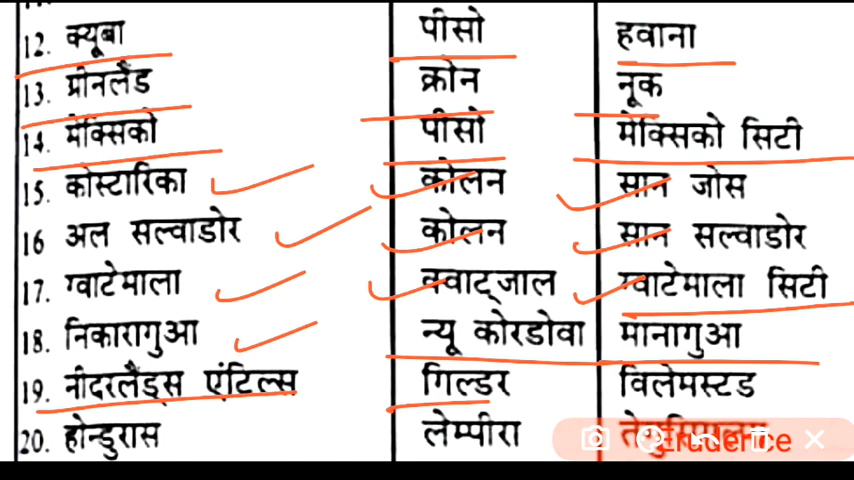 12. क्यूबा पीसो हवाना
13. ग्रीनलैंड क्रोन नूक
14. मेक्सिको पीसो मेक्सिको सिटी
15. कोस्टारिका कोलन सान जोस
16 अल सल्वाडोर कोलन सान सल्वाडोर
17. ग्वाटेमाला क्वाट्जाल ग्वाटेमाला सिटी
18. निकारागुआ न्यू कोरडोवा मानागुआ
19. नीदरलैंड्स एंटिल्स गिल्डर विलेमस्टड
20. होन्डुरास लेम्पीरा